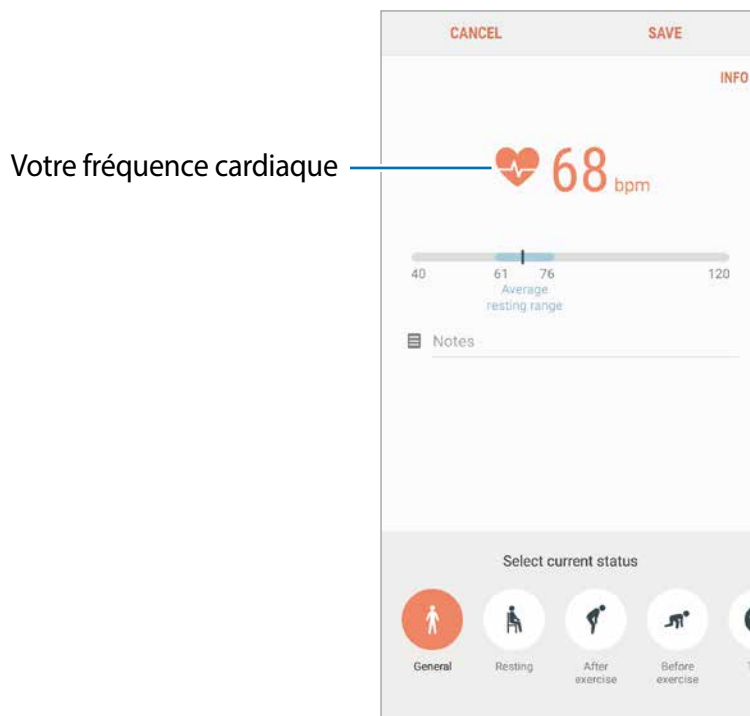 CANCEL SAVE
INFO
Votre fréquence cardiaque
68 bpm
40 61 76 120
Average
resting range
Notes
Select current status
General Resting After exercise Before exercise